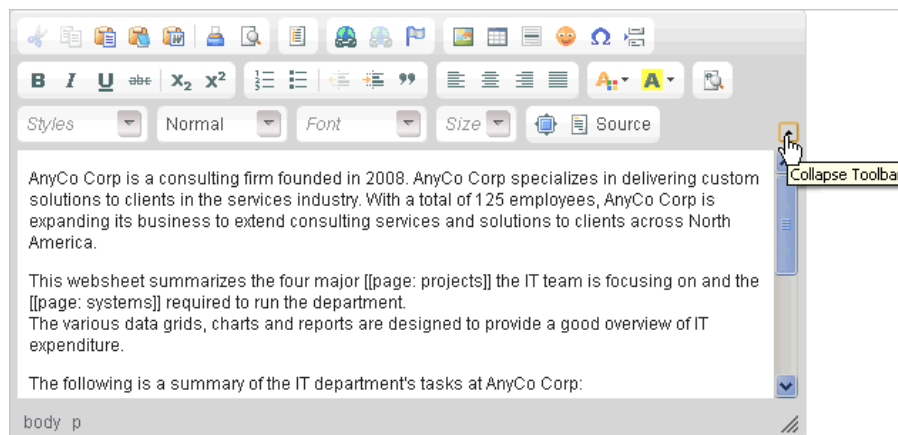 B I U abc X₂ X² A A
Styles Normal Font Size Source
Collapse Toolba
AnyCo Corp is a consulting firm founded in 2008. AnyCo Corp specializes in delivering custom
solutions to clients in the services industry. With a total of 125 employees, AnyCo Corp is
expanding its business to extend consulting services and solutions to clients across North
America.
This websheet summarizes the four major [[page: projects]] the IT team is focusing on and the
[[page: systems]] required to run the department.
The various data grids, charts and reports are designed to provide a good overview of IT
expenditure.
The following is a summary of the IT department's tasks at AnyCo Corp:
body p